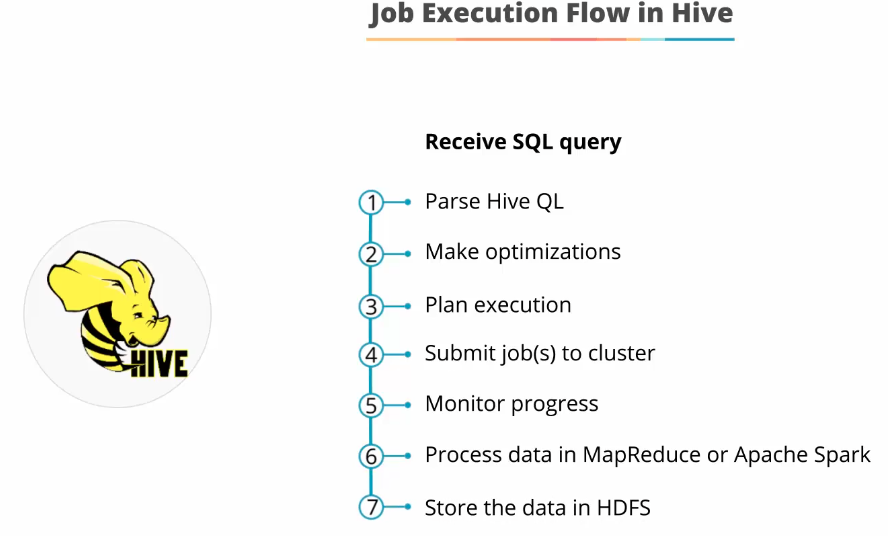 Job Execution Flow in Hive
Receive SQL query
1 Parse Hive QL
2 Make optimizations
3 Plan execution
4 Submit job(s) to cluster
HIVE
5 Monitor progress
6 Process data in MapReduce or Apache Spark
7 Store the data in HDFS